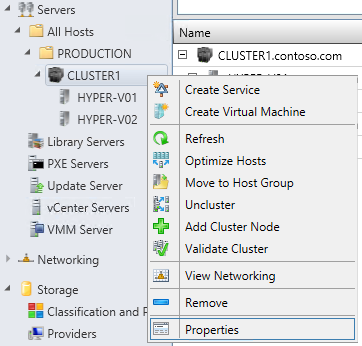 Servers
All Hosts
PRODUCTION
CLUSTER1
HYPER-V01
HYPER-V02
Library Servers
PXE Servers
Update Server
vCenter Servers
VMM Server
Networking
Storage
Classification and P
Providers
Name
CLUSTER1.contoso.com
Create Service
Create Virtual Machine
Refresh
Optimize Hosts
Move to Host Group
Uncluster
Add Cluster Node
Validate Cluster
View Networking
Remove
Properties